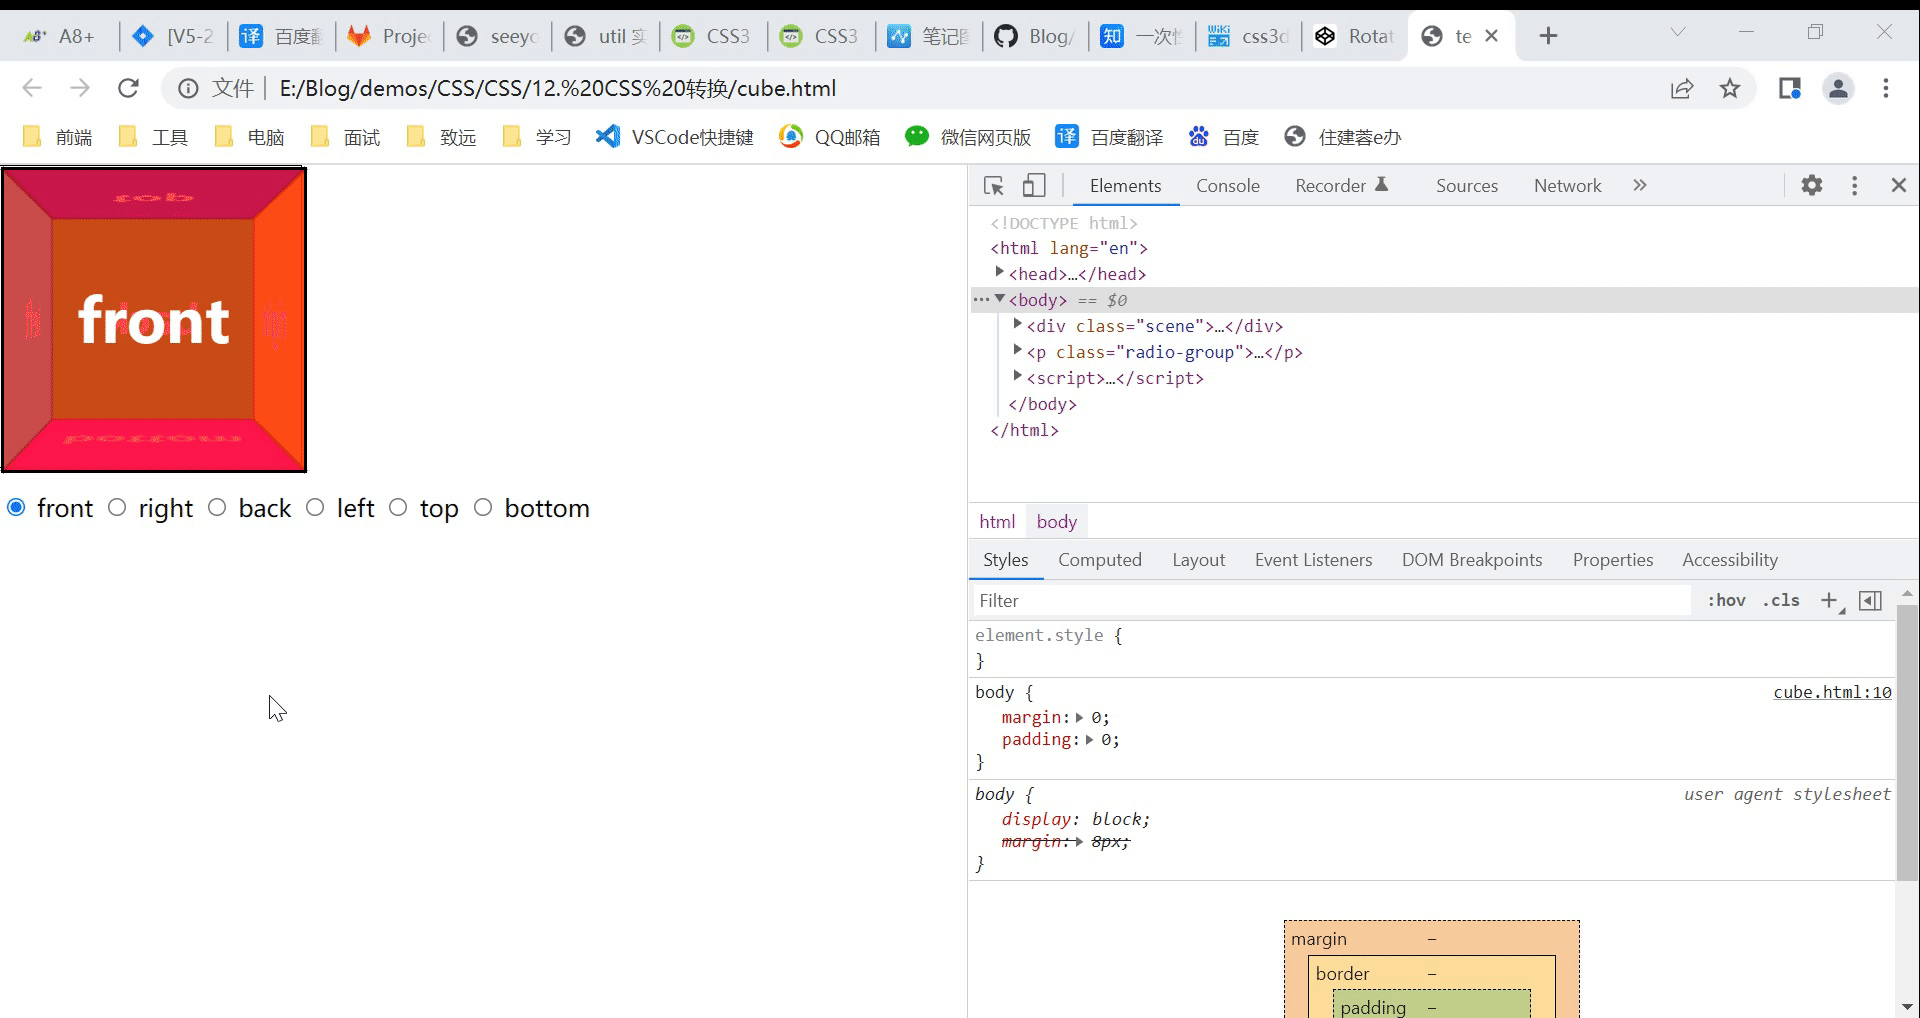 A8+ [V5-2 百度翻 Proje seeyo util 实 CSS3 CSS3 笔记 Blog/ 一次性 css3d Rotat te
文件 E:/Blog/demos/CSS/CSS/12.%20CSS%20转换/cube.html
前端 工具 电脑 面试 致远 学习 VSCode快捷键 QQ邮箱 微信网页版 百度翻译 百度 住建蓉e办
front
front right back left top bottom
Elements Console Recorder Sources Network »
<!DOCTYPE html>
<html lang="en">
<head>…</head>
<body> == $0
<div class="scene">…</div>
<p class="radio-group">…</p>
<script>…</script>
</body>
</html>
html body
Styles Computed Layout Event Listeners DOM Breakpoints Properties Accessibility
Filter :hov .cls
element.style {
}
body { cube.html:10
margin: 0;
padding: 0;
}
body { user agent stylesheet
display: block;
margin: 8px;
}
margin –
border –
padding –